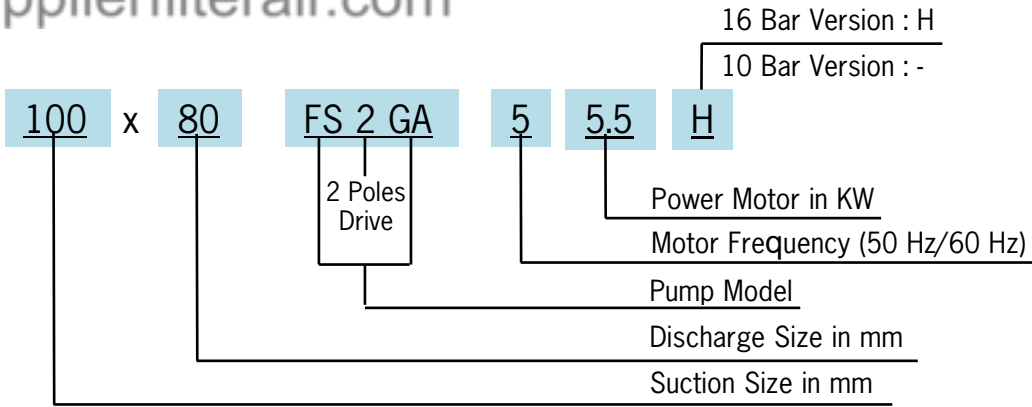 16 Bar Version : H
10 Bar Version : -
100 x 80 FS 2 GA 5 5.5 H
2 Poles
Drive
Power Motor in KW
Motor Frequency (50 Hz/60 Hz)
Pump Model
Discharge Size in mm
Suction Size in mm